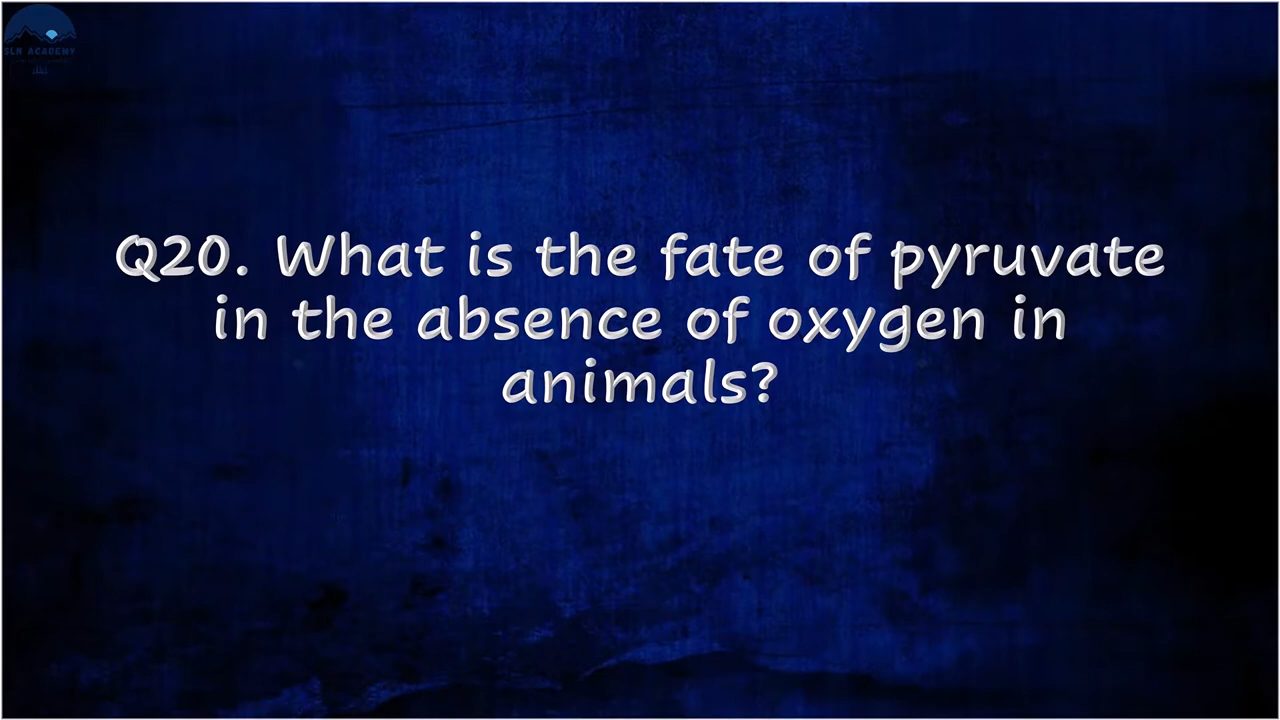 SLN ACADEMY
Q20. What is the fate of pyruvate
in the absence of oxygen in
animals?